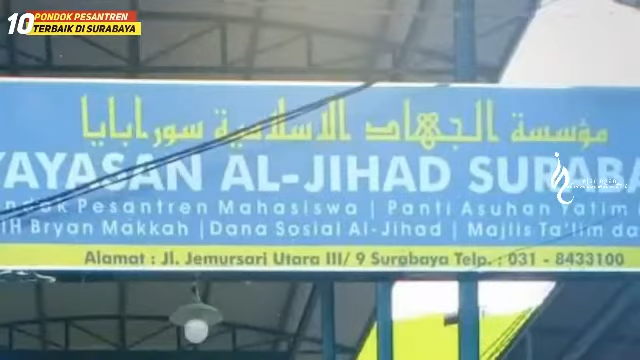 10 PONDOK PESANTREN
TERBAIK DI SURABAYA
مؤسسة الجهاد الاسلامية سورابايا
YAYASAN AL-JIHAD SURABA
ondok Pesantren Mahasiswa | Panti Asuhan Yatim
IH Bryan Makkah | Dana Sosial Al-Jihad | Majlis Ta'lim da
Alamat : Jl. Jemursari Utara III/ 9 Surabaya Telp. : 031 - 8433100